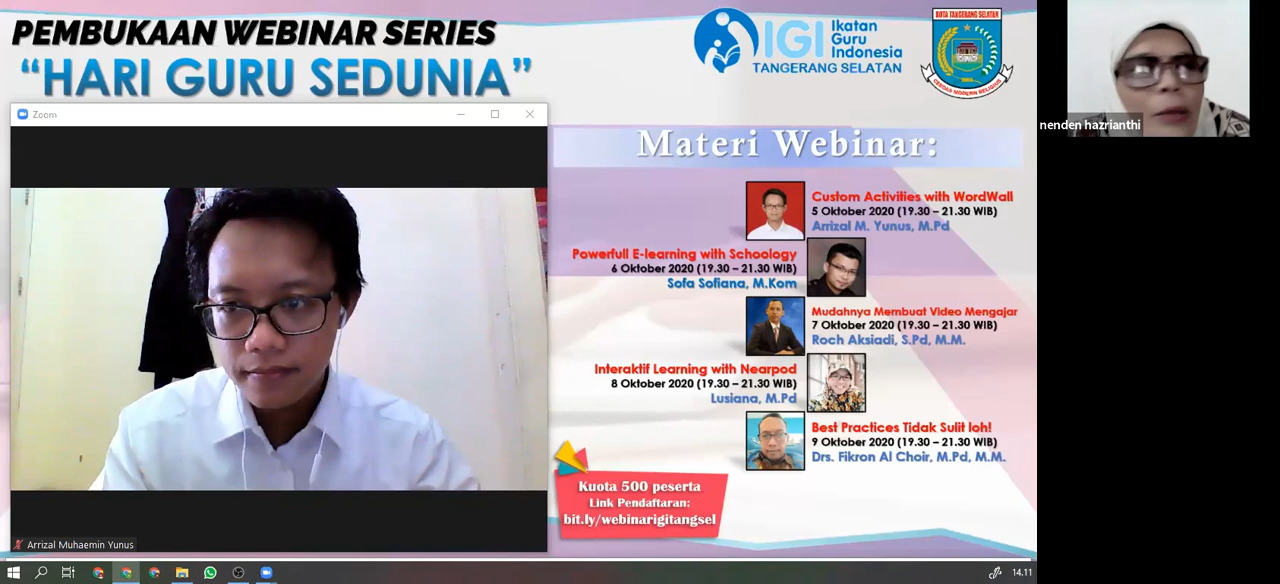 PEMBUKAAN WEBINAR SERIES
“HARI GURU SEDUNIA”
IGI Ikatan
Guru
Indonesia
TANGERANG SELATAN
KOTA TANGERANG SELATAN
CERDAS MODERN RELIGIUS
nenden hazrianthi
Zoom
Arrizal Muhaemin Yunus
Materi Webinar:
Custom Activities with WordWall
5 Oktober 2020 (19.30 – 21.30 WIB)
Arrizal M. Yunus, M.Pd
Powerfull E-learning with Schoology
6 Oktober 2020 (19.30 – 21.30 WIB)
Sofa Sofiana, M.Kom
Mudahnya Membuat Video Mengajar
7 Oktober 2020 (19.30 – 21.30 WIB)
Roch Aksiadi, S.Pd, M.M.
Interaktif Learning with Nearpod
8 Oktober 2020 (19.30 – 21.30 WIB)
Lusiana, M.Pd
Best Practices Tidak Sulit loh!
9 Oktober 2020 (19.30 – 21.30 WIB)
Drs. Fikron Al Choir, M.Pd, M.M.
Kuota 500 peserta
Link Pendaftaran:
bit.ly/webinarigitangsel
14.11